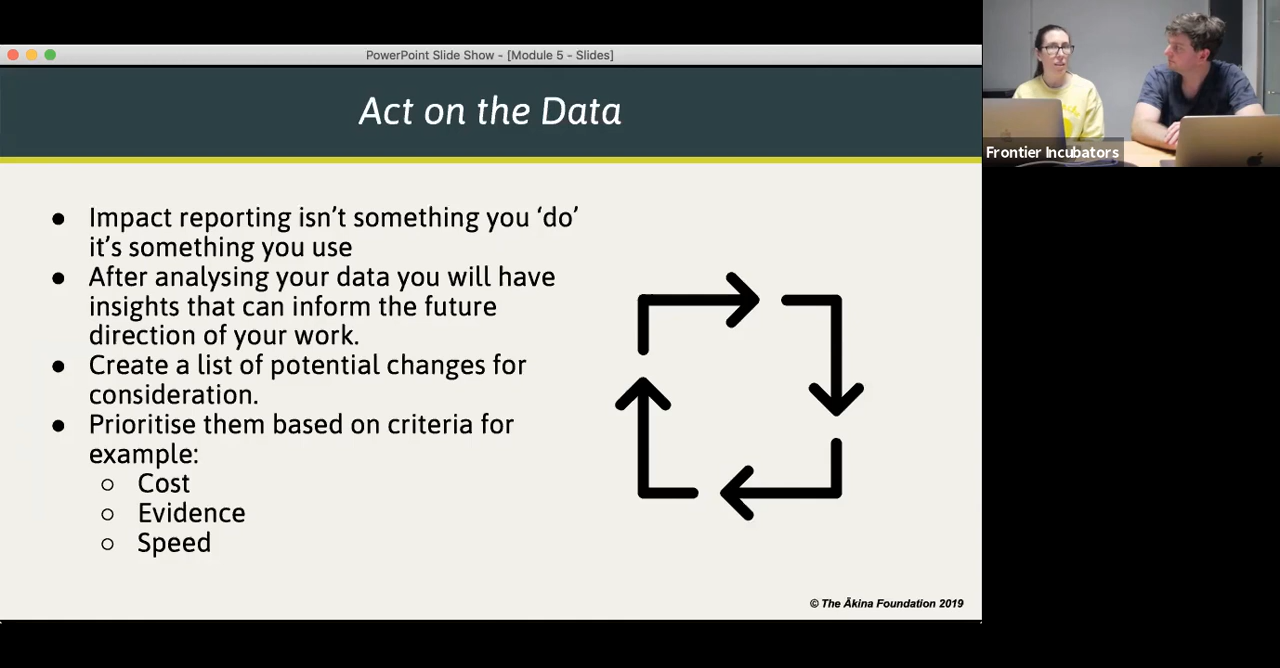 PowerPoint Slide Show - [Module 5 - Slides]
Act on the Data
● Impact reporting isn’t something you ‘do’
it’s something you use
● After analysing your data you will have
insights that can inform the future
direction of your work.
● Create a list of potential changes for
consideration.
● Prioritise them based on criteria for
example:
○ Cost
○ Evidence
○ Speed
© The Ākina Foundation 2019
Frontier Incubators